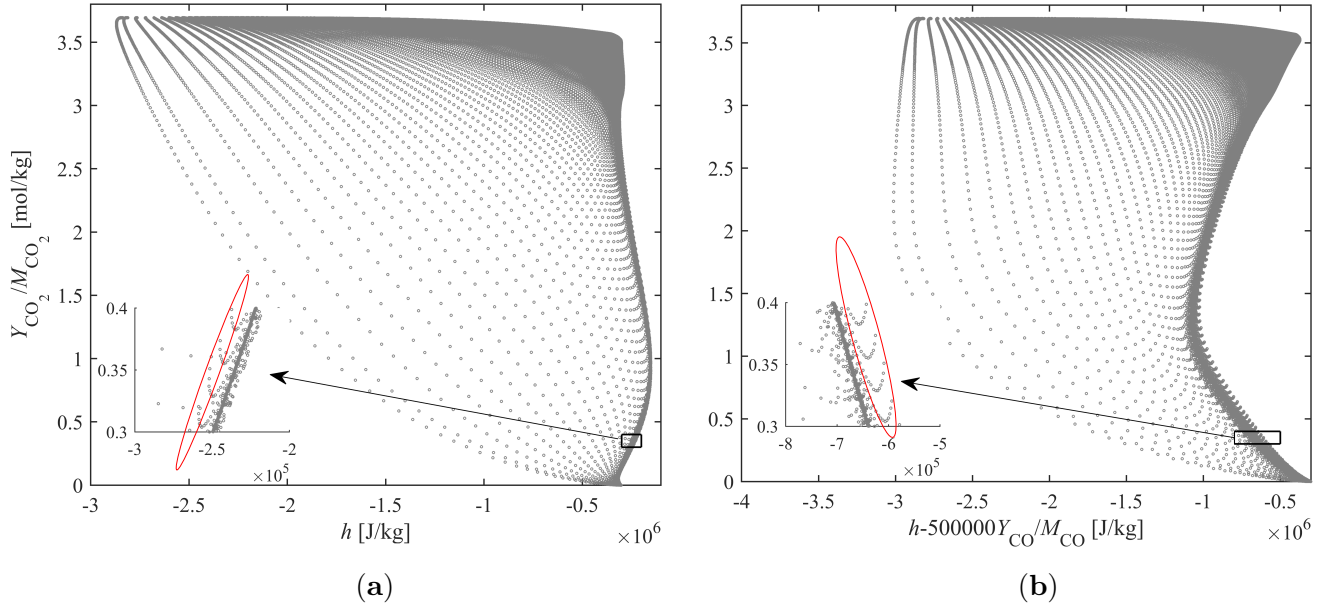 3.5
3
2.5
2
1.5
1
0.5
0
Y_CO2/M_CO2 [mol/kg]
0.4
0.35
0.3
-3 -2.5 -2
×10^5
-3 -2.5 -2 -1.5 -1 -0.5
h [J/kg]
×10^6
(a)
3.5
3
2.5
2
1.5
1
0.5
0
0.4
0.35
0.3
-8 -7 -6 -5
×10^5
-4 -3.5 -3 -2.5 -2 -1.5 -1 -0.5
h-500000Y_CO/M_CO [J/kg]
×10^6
(b)